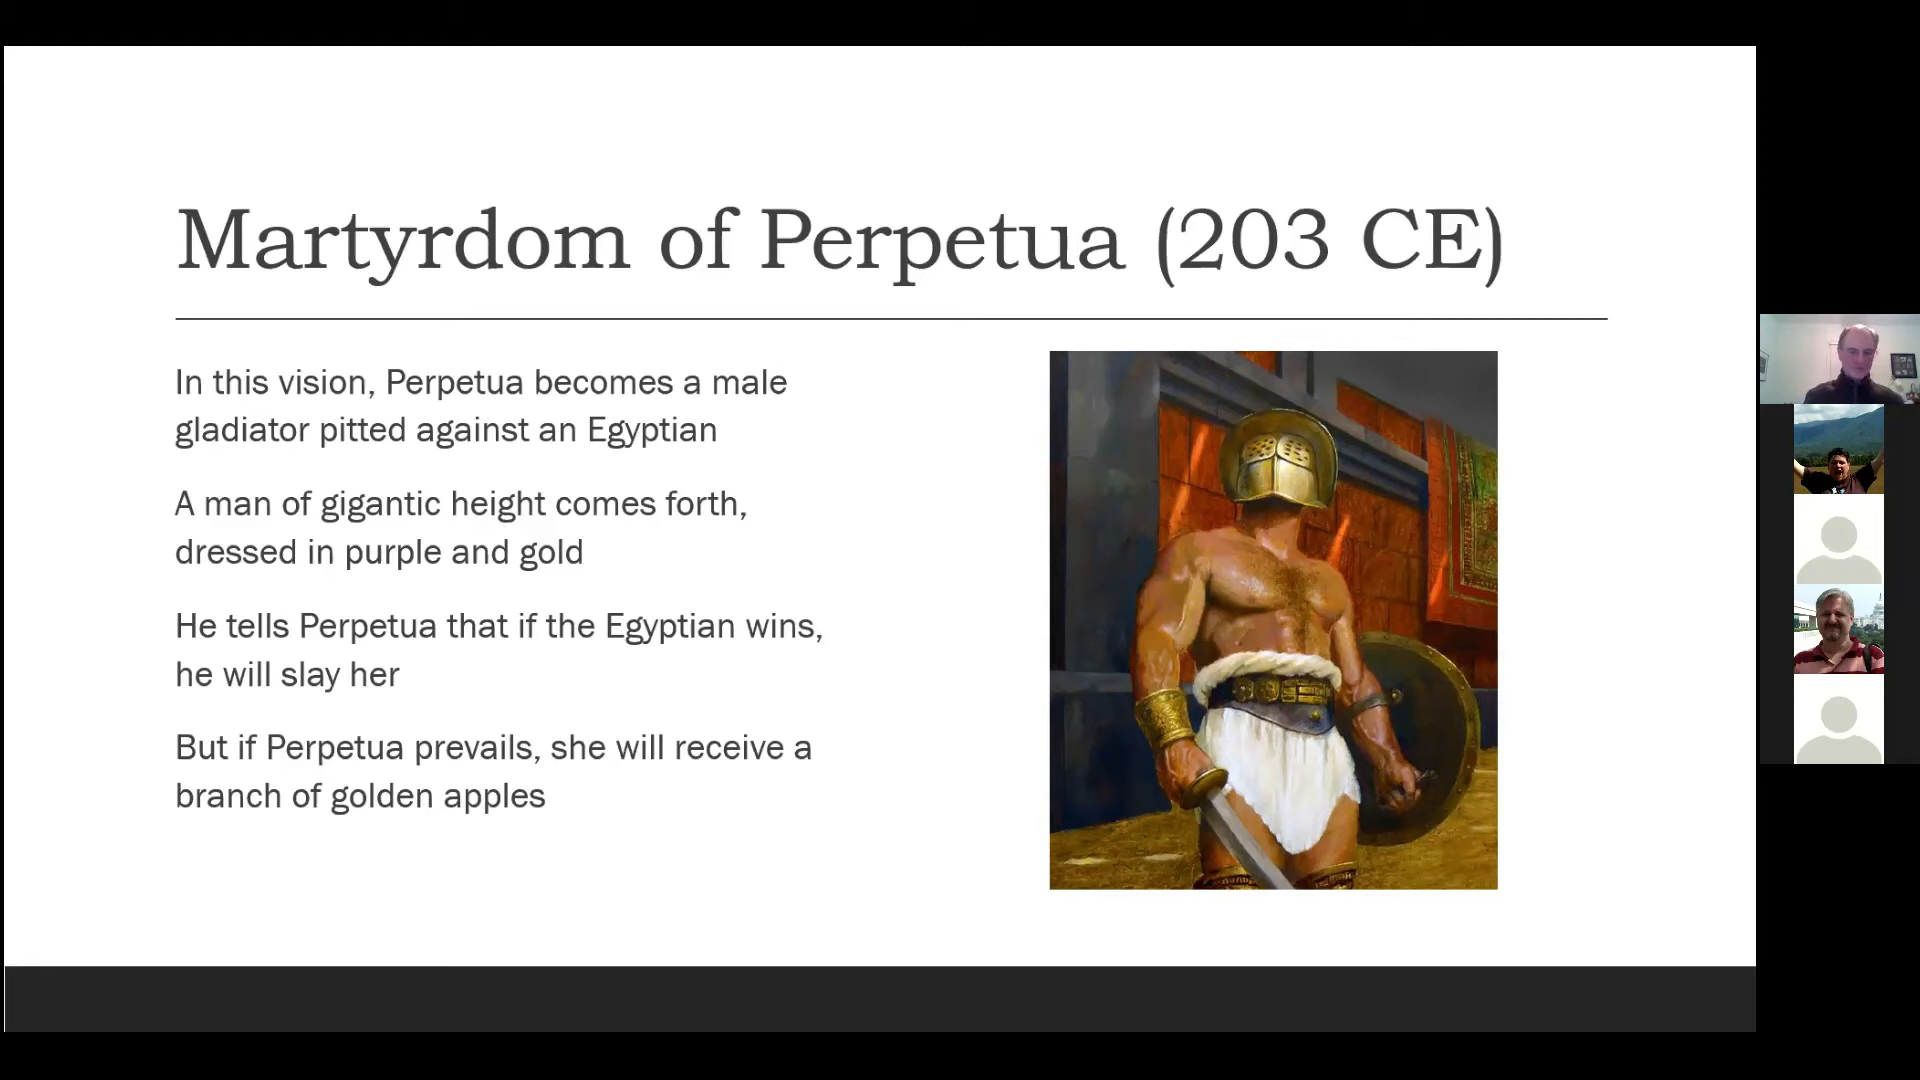 Martyrdom of Perpetua (203 CE)
In this vision, Perpetua becomes a male
gladiator pitted against an Egyptian
A man of gigantic height comes forth,
dressed in purple and gold
He tells Perpetua that if the Egyptian wins,
he will slay her
But if Perpetua prevails, she will receive a
branch of golden apples